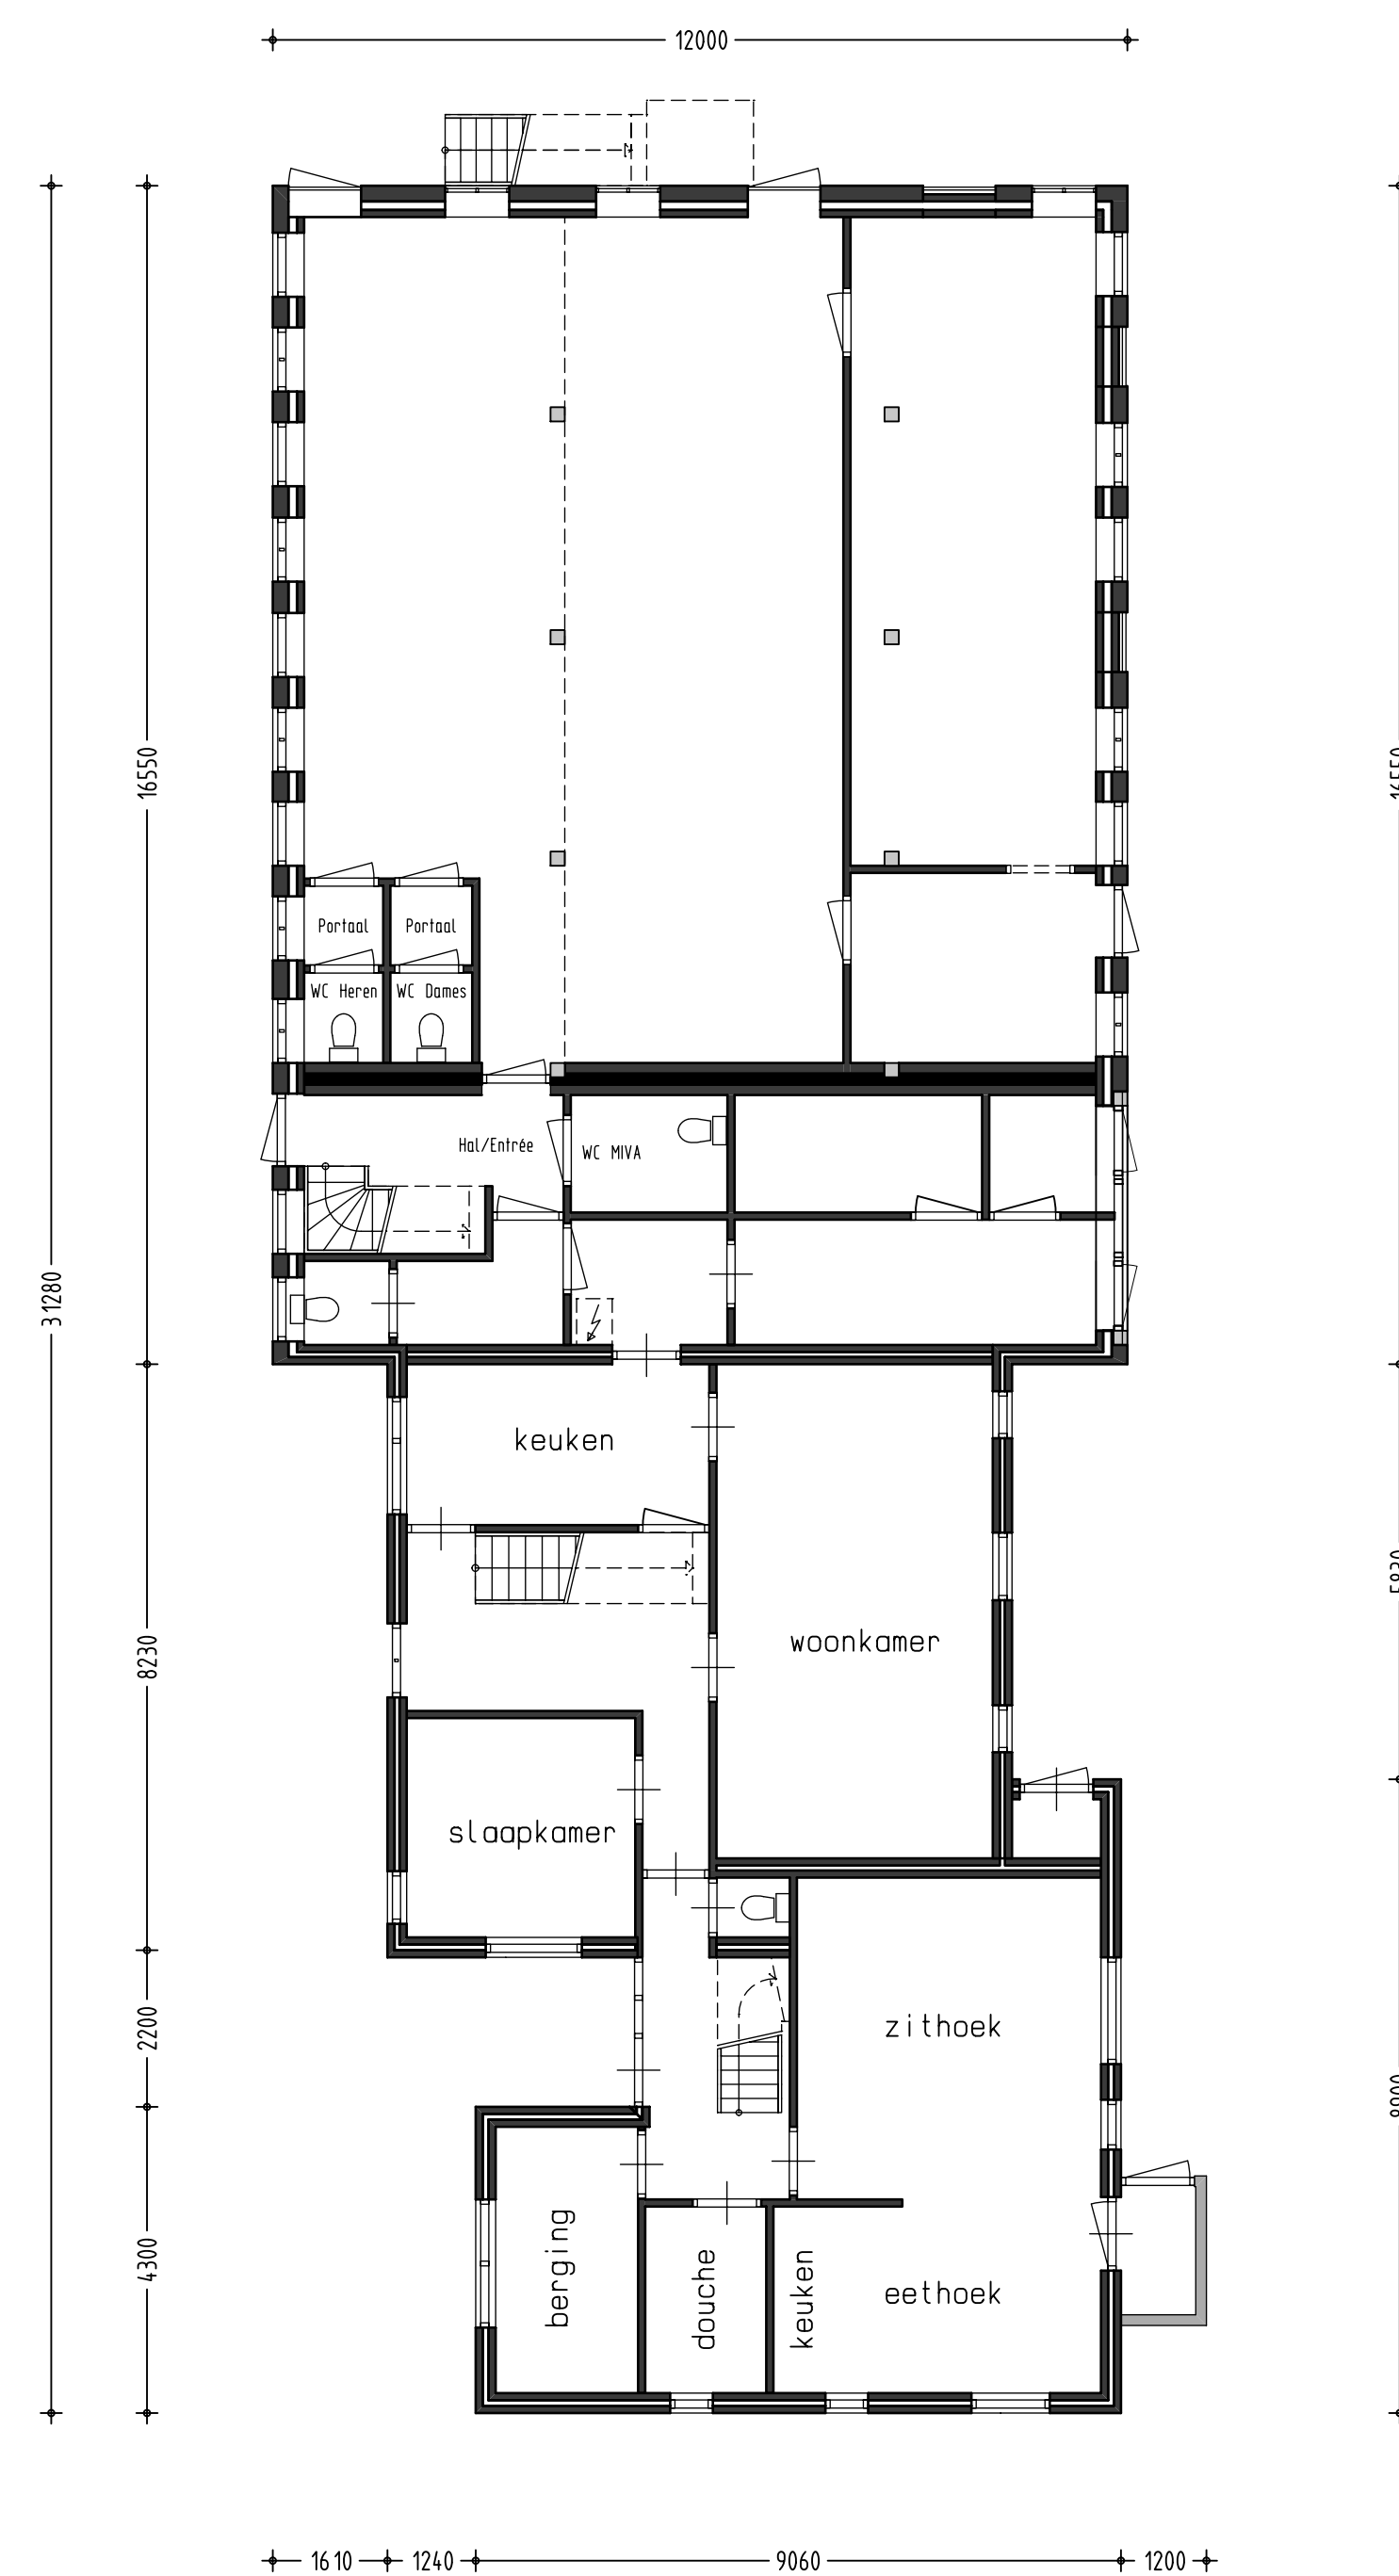 12000
16550
31280
Portaal
Portaal
WC Heren
WC Dames
Hal/Entrée
WC MIVA
keuken
8230
woonkamer
slaapkamer
2200
zithoek
4300
berging
douche
keuken
eethoek
1610
1240
9060
1200